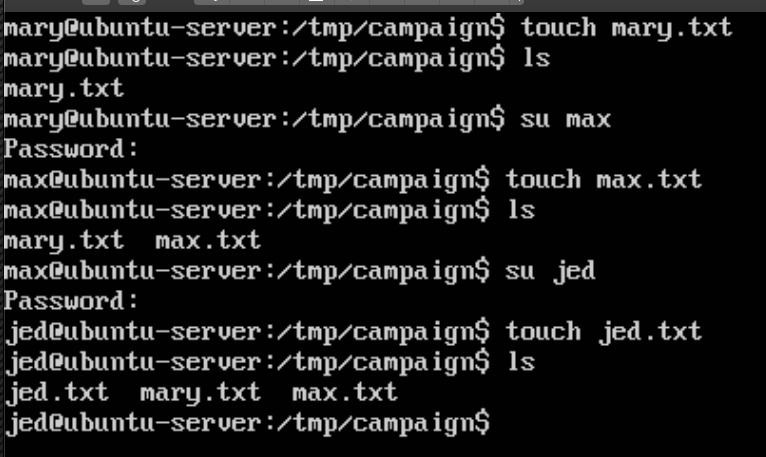 mary@ubuntu-server:/tmp/campaign$ touch mary.txt
mary@ubuntu-server:/tmp/campaign$ ls
mary.txt
mary@ubuntu-server:/tmp/campaign$ su max
Password:
max@ubuntu-server:/tmp/campaign$ touch max.txt
max@ubuntu-server:/tmp/campaign$ ls
mary.txt  max.txt
max@ubuntu-server:/tmp/campaign$ su jed
Password:
jed@ubuntu-server:/tmp/campaign$ touch jed.txt
jed@ubuntu-server:/tmp/campaign$ ls
jed.txt  mary.txt  max.txt
jed@ubuntu-server:/tmp/campaign$